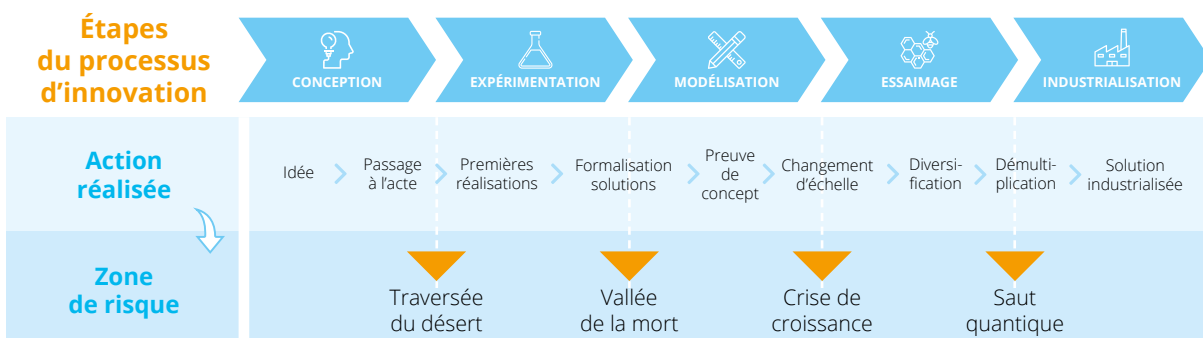 Étapes
du processus
d'innovation
CONCEPTION
EXPÉRIMENTATION
MODÉLISATION
ESSAIMAGE
INDUSTRIALISATION
Action
réalisée
Idée
Passage
à l'acte
Premières
réalisations
Formalisation
solutions
Preuve
de
concept
Changement
d'échelle
Diversi-
fication
Démulti-
plication
Solution
industrialisée
Zone
de risque
Traversée
du désert
Vallée
de la mort
Crise de
croissance
Saut
quantique